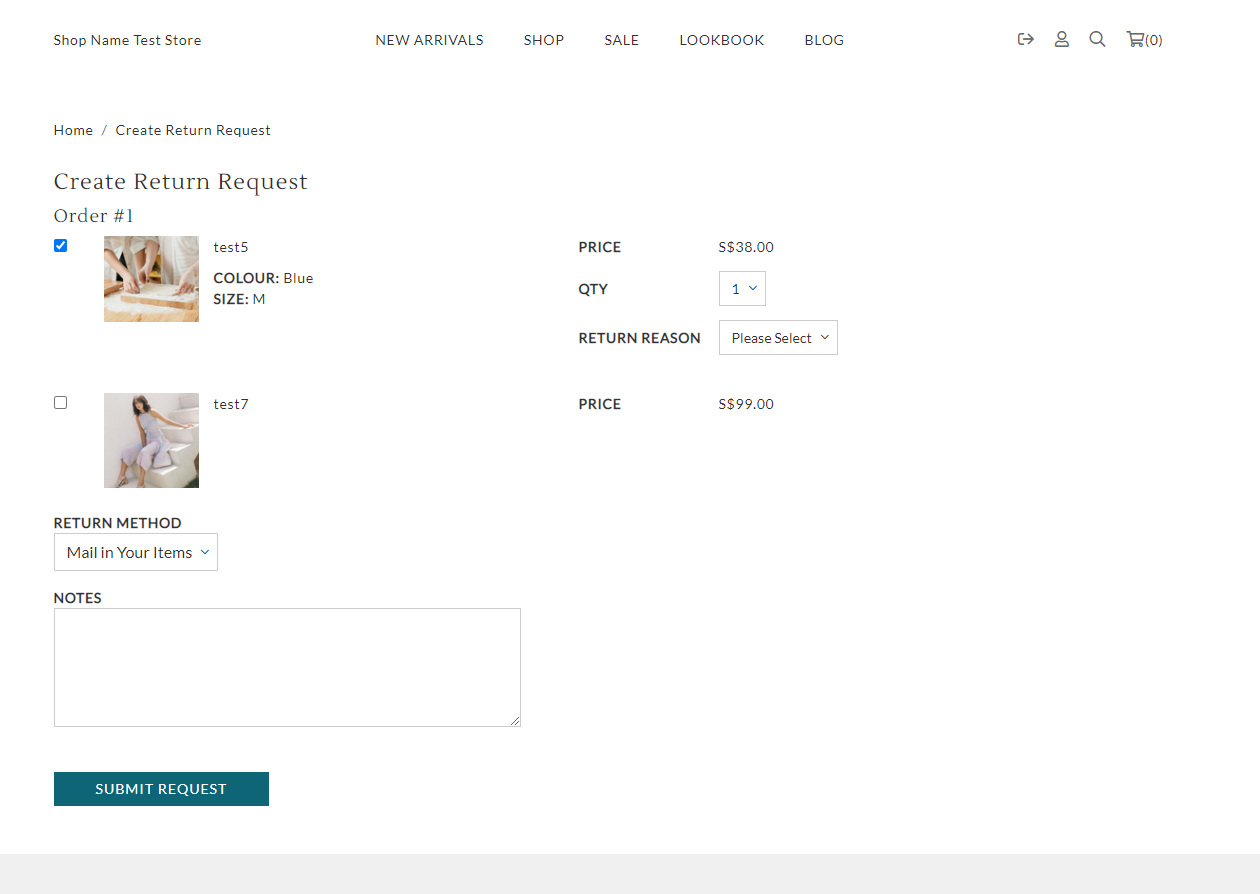 Shop Name Test Store NEW ARRIVALS SHOP SALE LOOKBOOK BLOG (0)
Home / Create Return Request
Create Return Request
Order #1
test5 PRICE S$38.00
COLOUR: Blue
QTY 1
SIZE: M
RETURN REASON Please Select
test7 PRICE S$99.00
RETURN METHOD
Mail in Your Items
NOTES
SUBMIT REQUEST